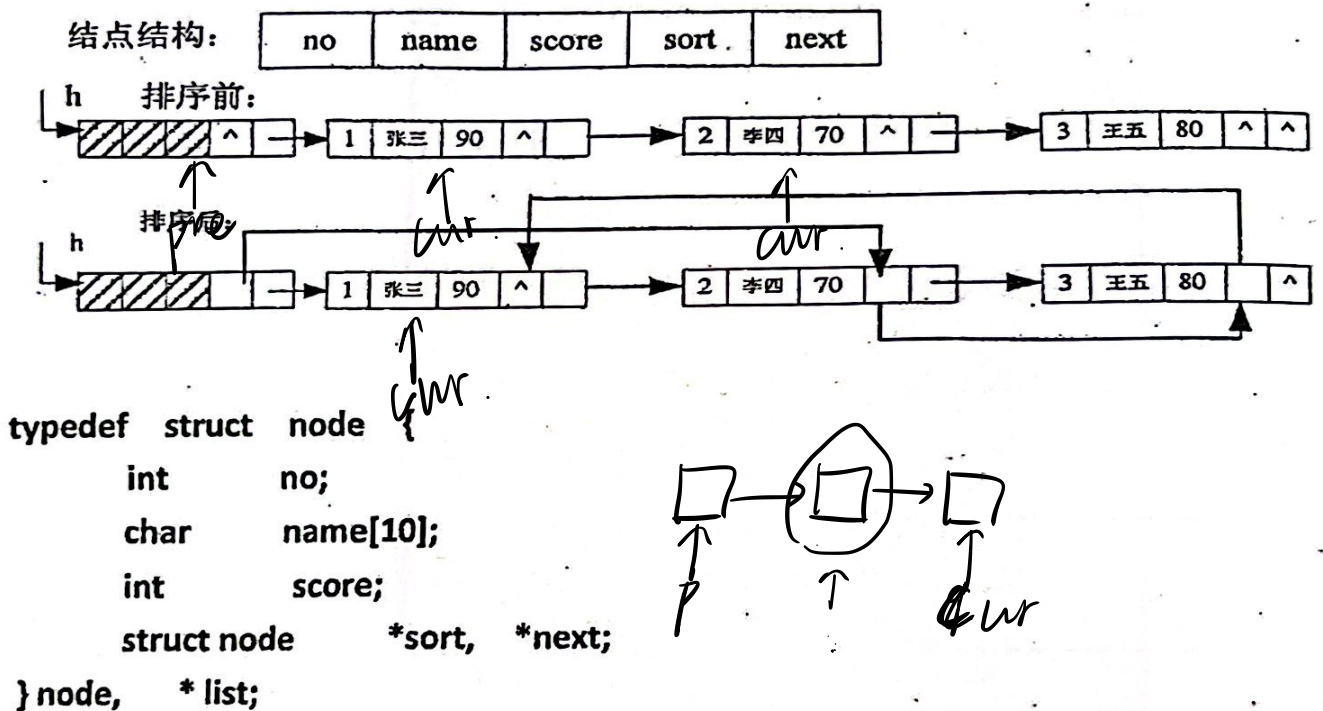 结点结构： no name score sort . next
h 排序前：
^ 1 张三 90 ^ 2 李四 70 ^ 3 王五 80 ^ ^
pre cur cur
h 排序后：
1 张三 90 ^ 2 李四 70 3 王五 80 ^
cur
typedef struct node {
int no;
char name[10];
int score;
struct node *sort, *next;
p cur
} node, * list;